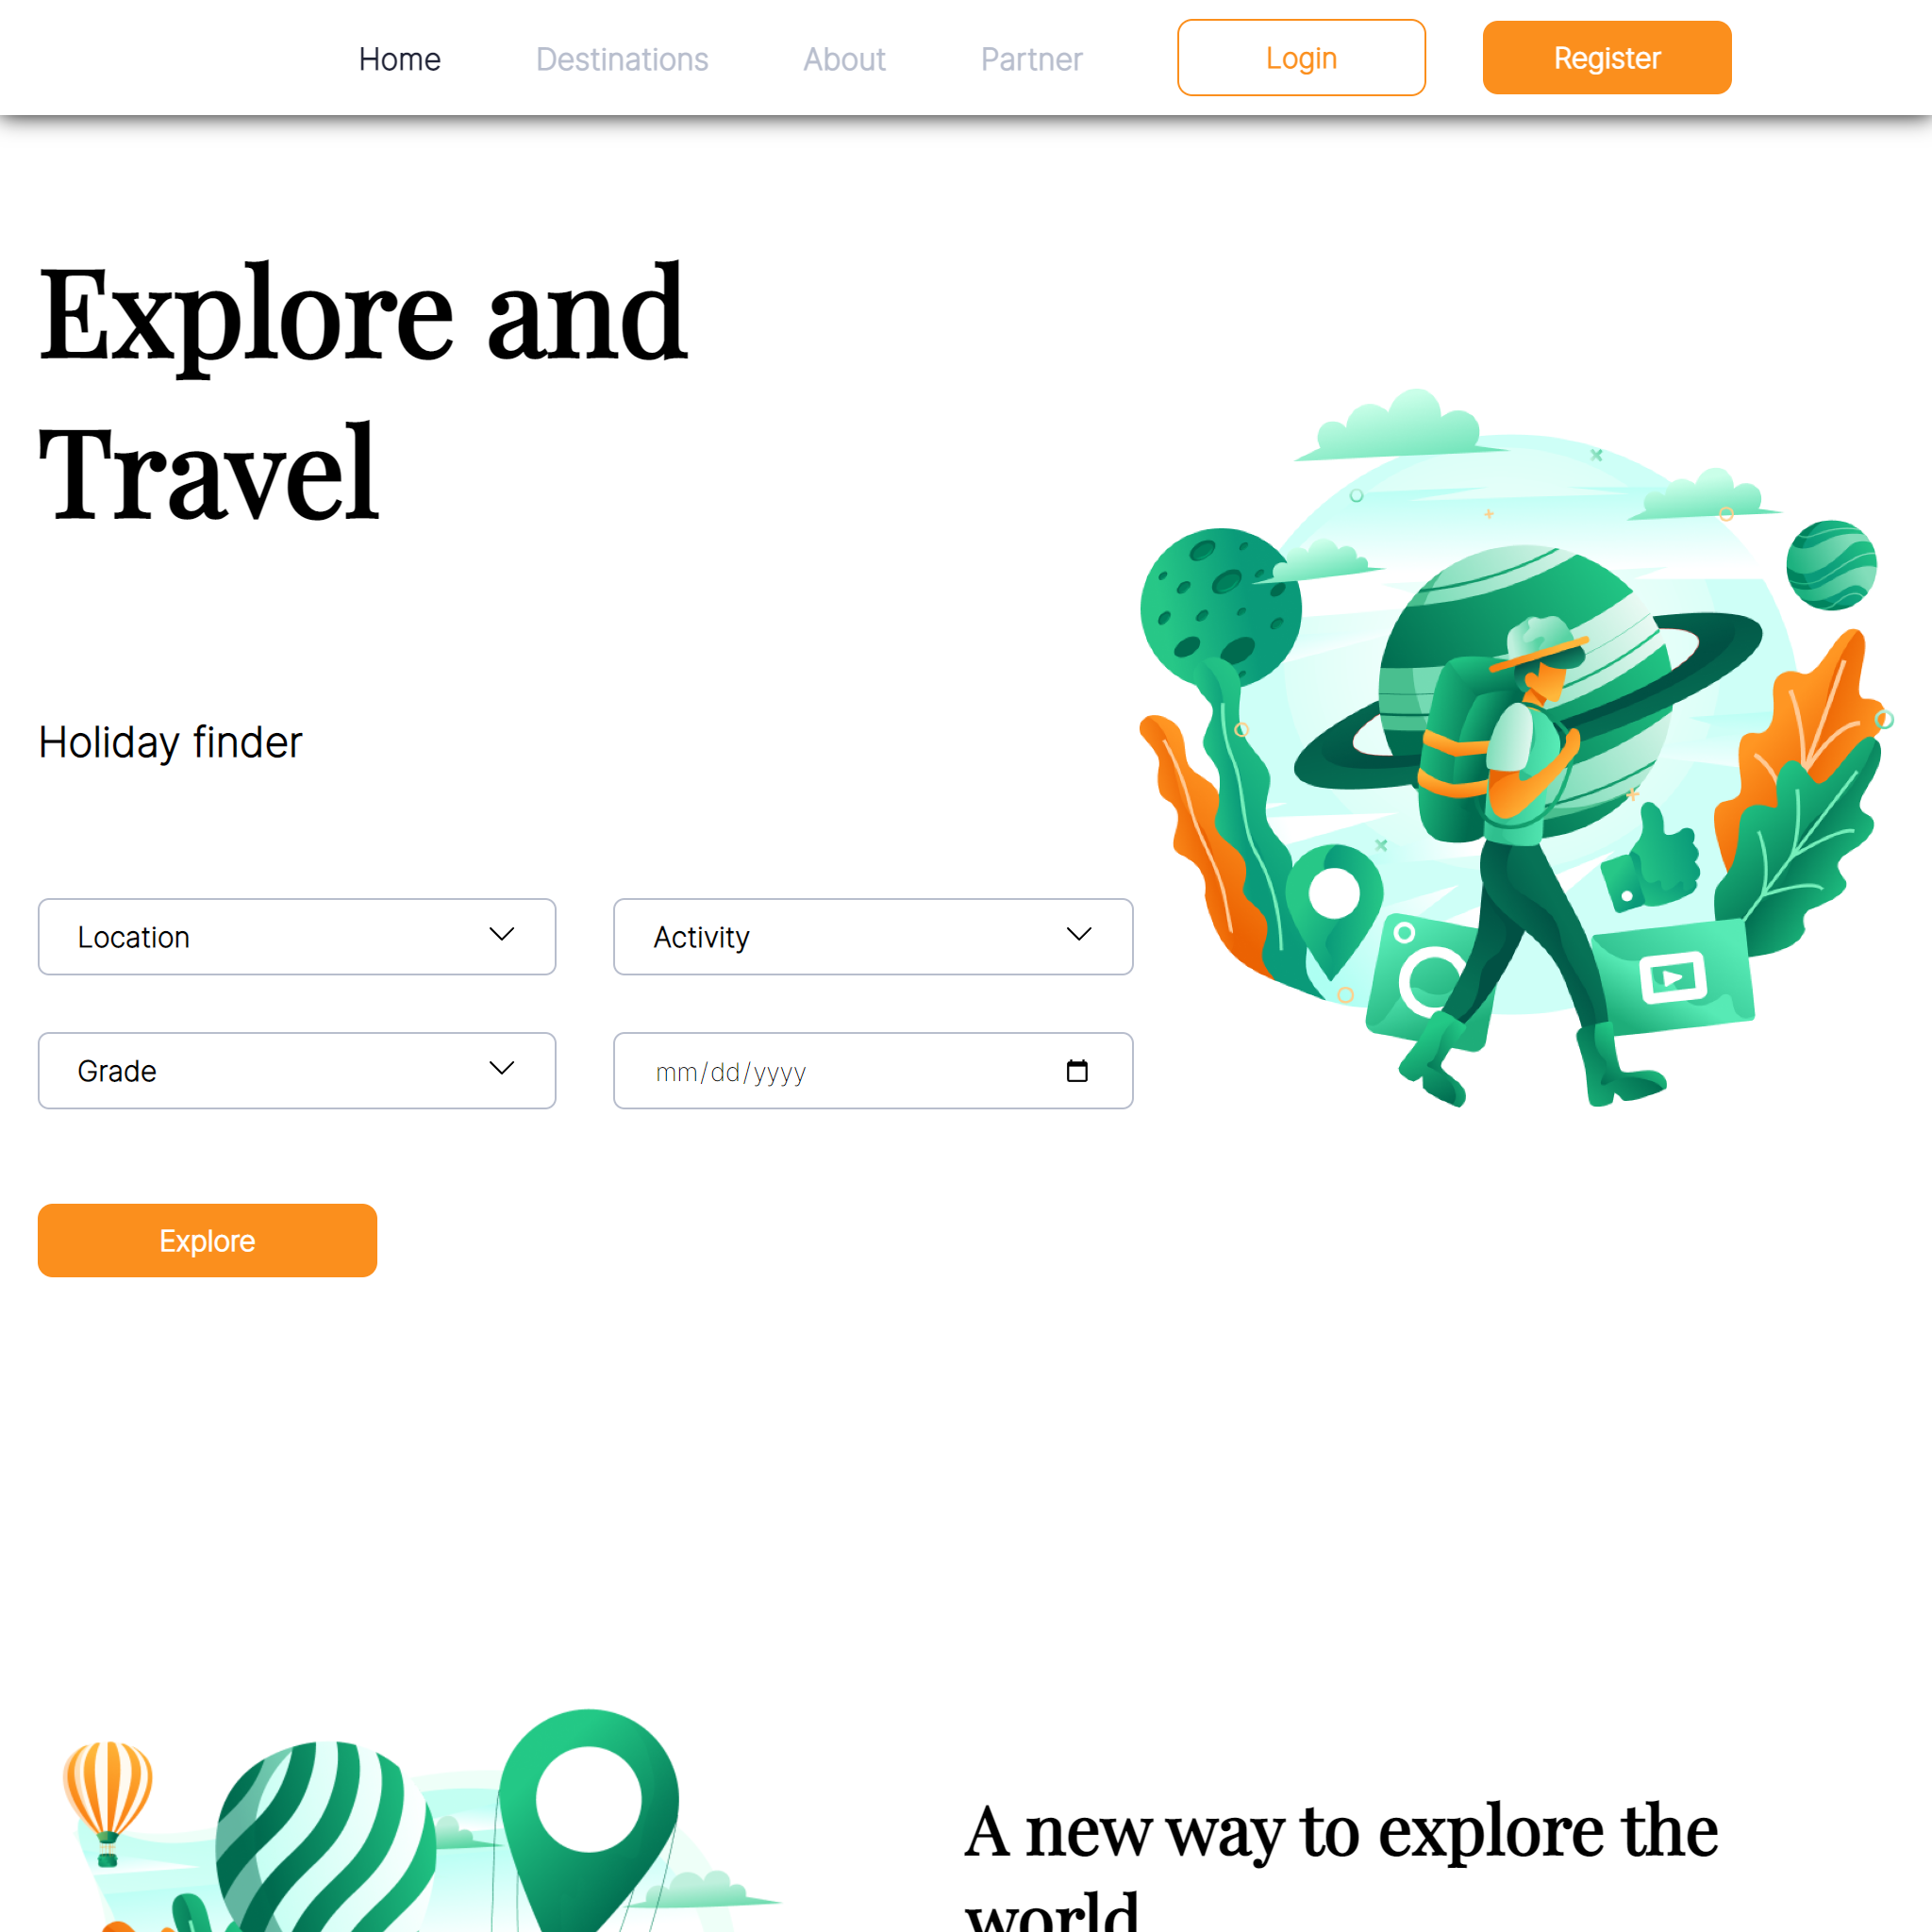 Home Destinations About Partner Login Register
Explore and
Travel
Holiday finder
Location Activity
Grade mm/dd/yyyy
Explore
A new way to explore the
world